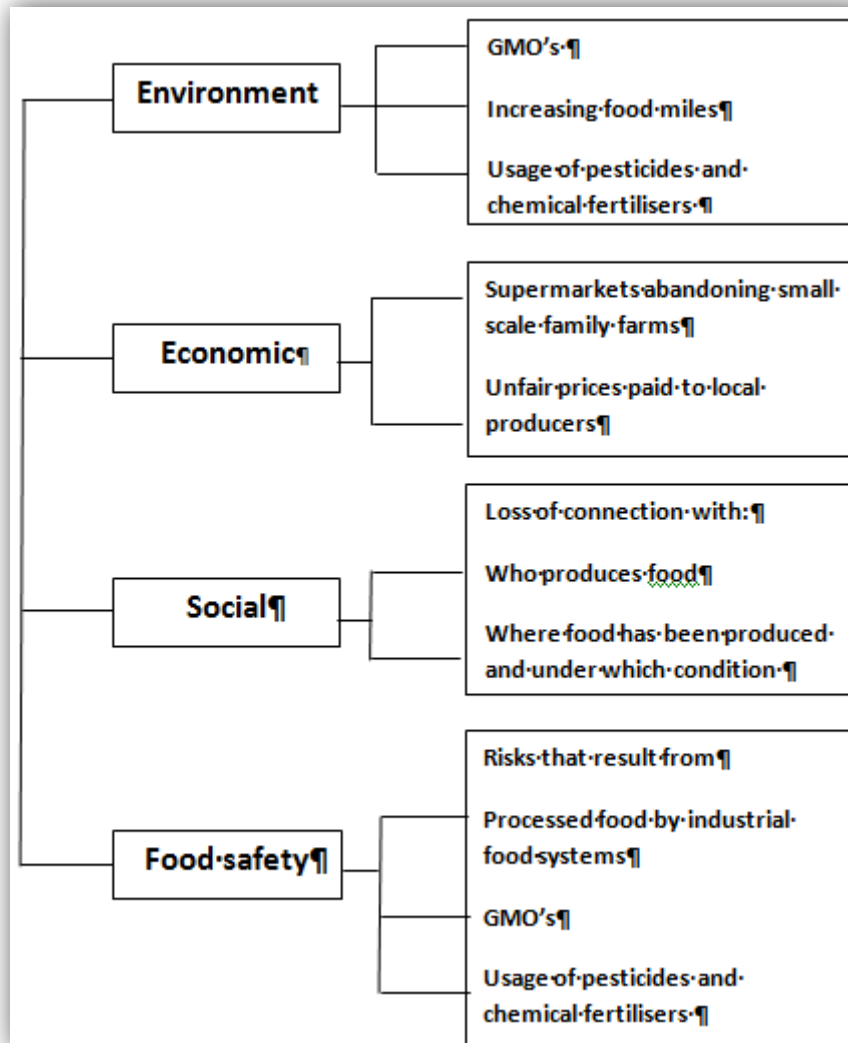 Environment
GMO's·¶
Increasing·food·miles¶
Usage·of·pesticides·and·
chemical·fertilisers·¶
Economic¶
Supermarkets·abandoning·small·
scale·family·farms¶
Unfair·prices·paid·to·local·
producers¶
Social¶
Loss·of·connection·with:¶
Who·produces·food¶
Where·food·has·been·produced·
and·under·which·condition·¶
Food·safety¶
Risks·that·result·from¶
Processed·food·by·industrial·
food·systems¶
GMO's¶
Usage·of·pesticides·and·
chemical·fertilisers·¶